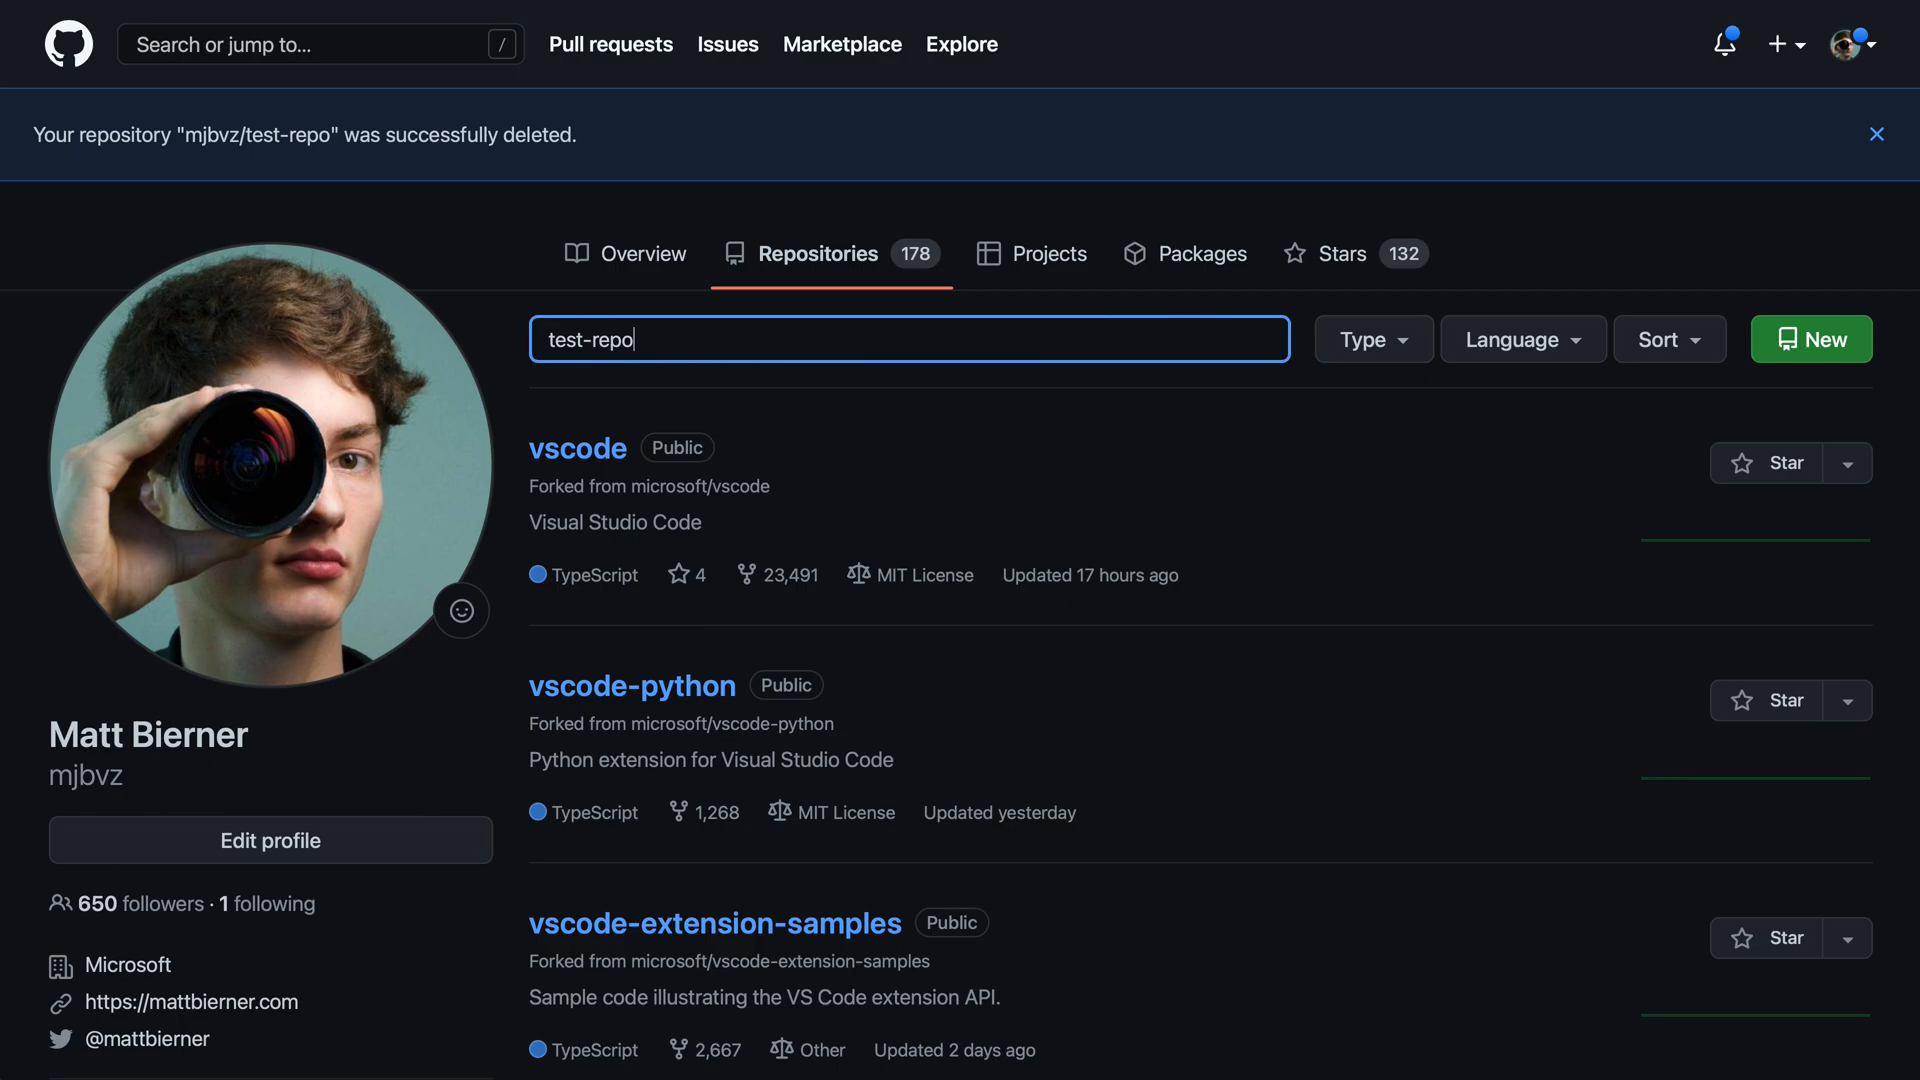 Search or jump to... /
Pull requests Issues Marketplace Explore
Your repository "mjbvz/test-repo" was successfully deleted.
Overview Repositories 178 Projects Packages Stars 132
test-repo Type Language Sort New
vscode Public
Star
Forked from microsoft/vscode
Visual Studio Code
TypeScript 4 23,491 MIT License Updated 17 hours ago
vscode-python Public
Star
Forked from microsoft/vscode-python
Python extension for Visual Studio Code
TypeScript 1,268 MIT License Updated yesterday
vscode-extension-samples Public
Star
Forked from microsoft/vscode-extension-samples
Sample code illustrating the VS Code extension API.
TypeScript 2,667 Other Updated 2 days ago
Matt Bierner
mjbvz
Edit profile
650 followers · 1 following
Microsoft
https://mattbierner.com
@mattbierner